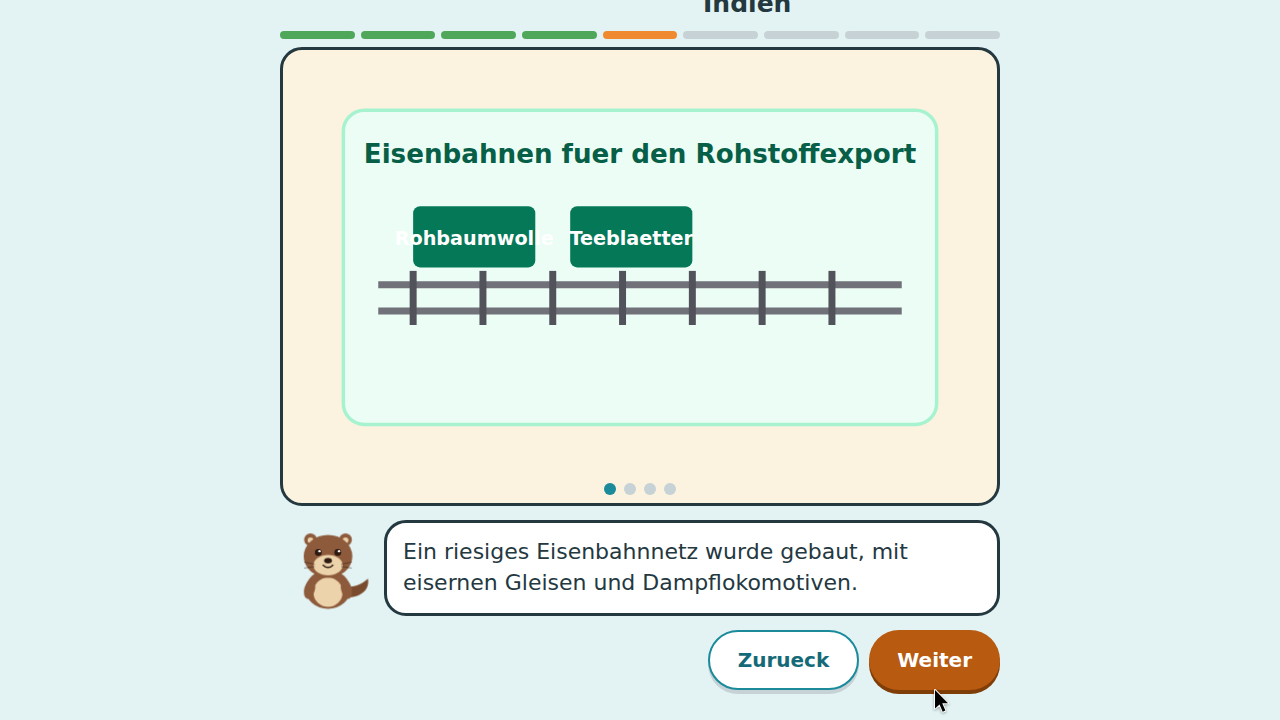 Indien
Eisenbahnen fuer den Rohstoffexport
Rohbaumwolle
Teeblaetter
Ein riesiges Eisenbahnnetz wurde gebaut, mit
eisernen Gleisen und Dampflokomotiven.
Zurueck
Weiter